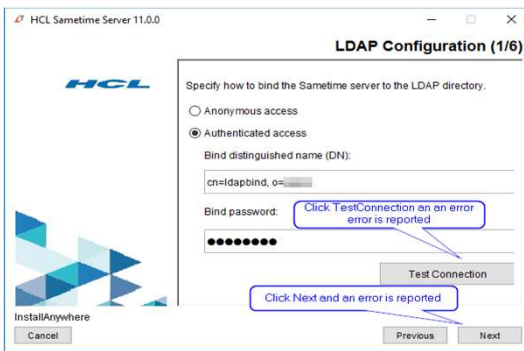 HCL Sametime Server 11.0.0
LDAP Configuration (1/6)
HCL
Specify how to bind the Sametime server to the LDAP directory.
Anonymous access
Authenticated access
Bind distinguished name (DN):
cn=ldapbind, o=
Bind password:
Click TestConnection an an error
error is reported
●●●●●●●●
Test Connection
Click Next and an error is reported
InstallAnywhere
Cancel
Previous
Next